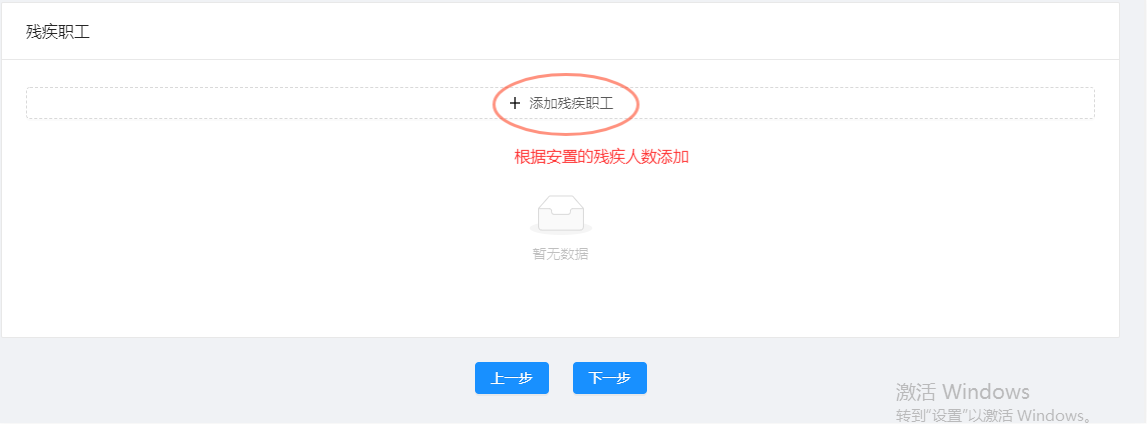 残疾职工
+ 添加残疾职工
根据安置的残疾人数添加
暂无数据
上一步 下一步
激活 Windows
转到"设置"以激活 Windows。